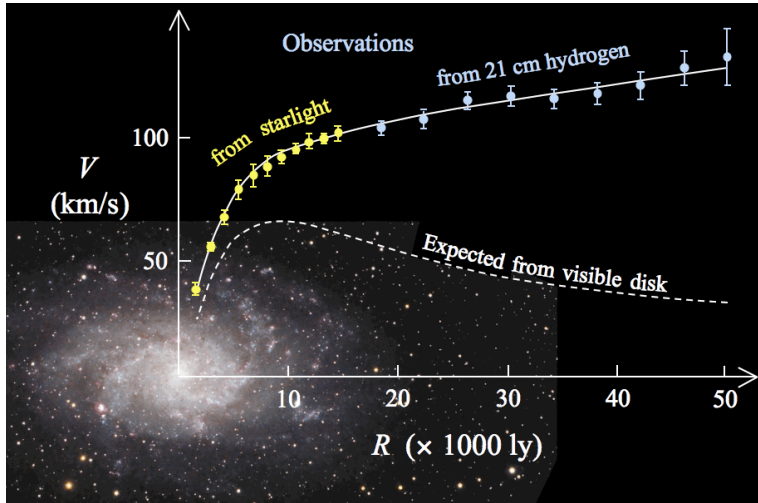 Observations
from 21 cm hydrogen
from starlight
100
V
(km/s)
50
Expected from visible disk
10
20
30
40
50
R (× 1000 ly)